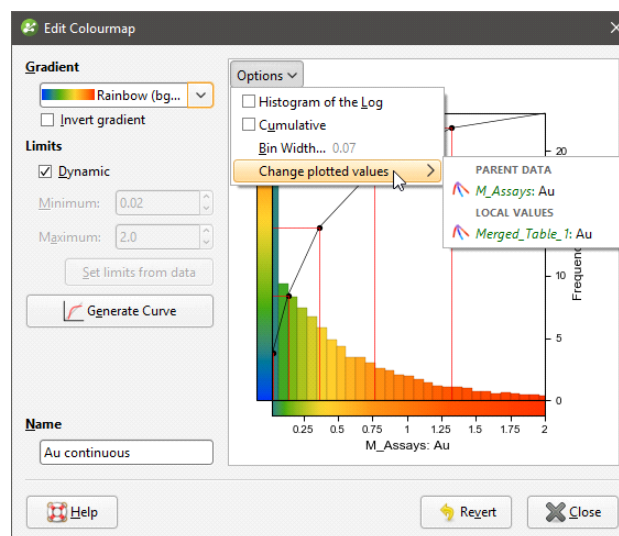 Edit Colourmap
Gradient
Rainbow (bg...
Invert gradient
Limits
Dynamic
Minimum: 0.02
Maximum: 2.0
Set limits from data
Generate Curve
Name
Au continuous
Options
Histogram of the Log
Cumulative
Bin Width... 0.07
Change plotted values
PARENT DATA
M_Assays: Au
LOCAL VALUES
Merged_Table_1: Au
20
10
5
0
Frequenc
0.25 0.5 0.75 1 1.25 1.5 1.75 2
M_Assays: Au
Help
Revert
Close